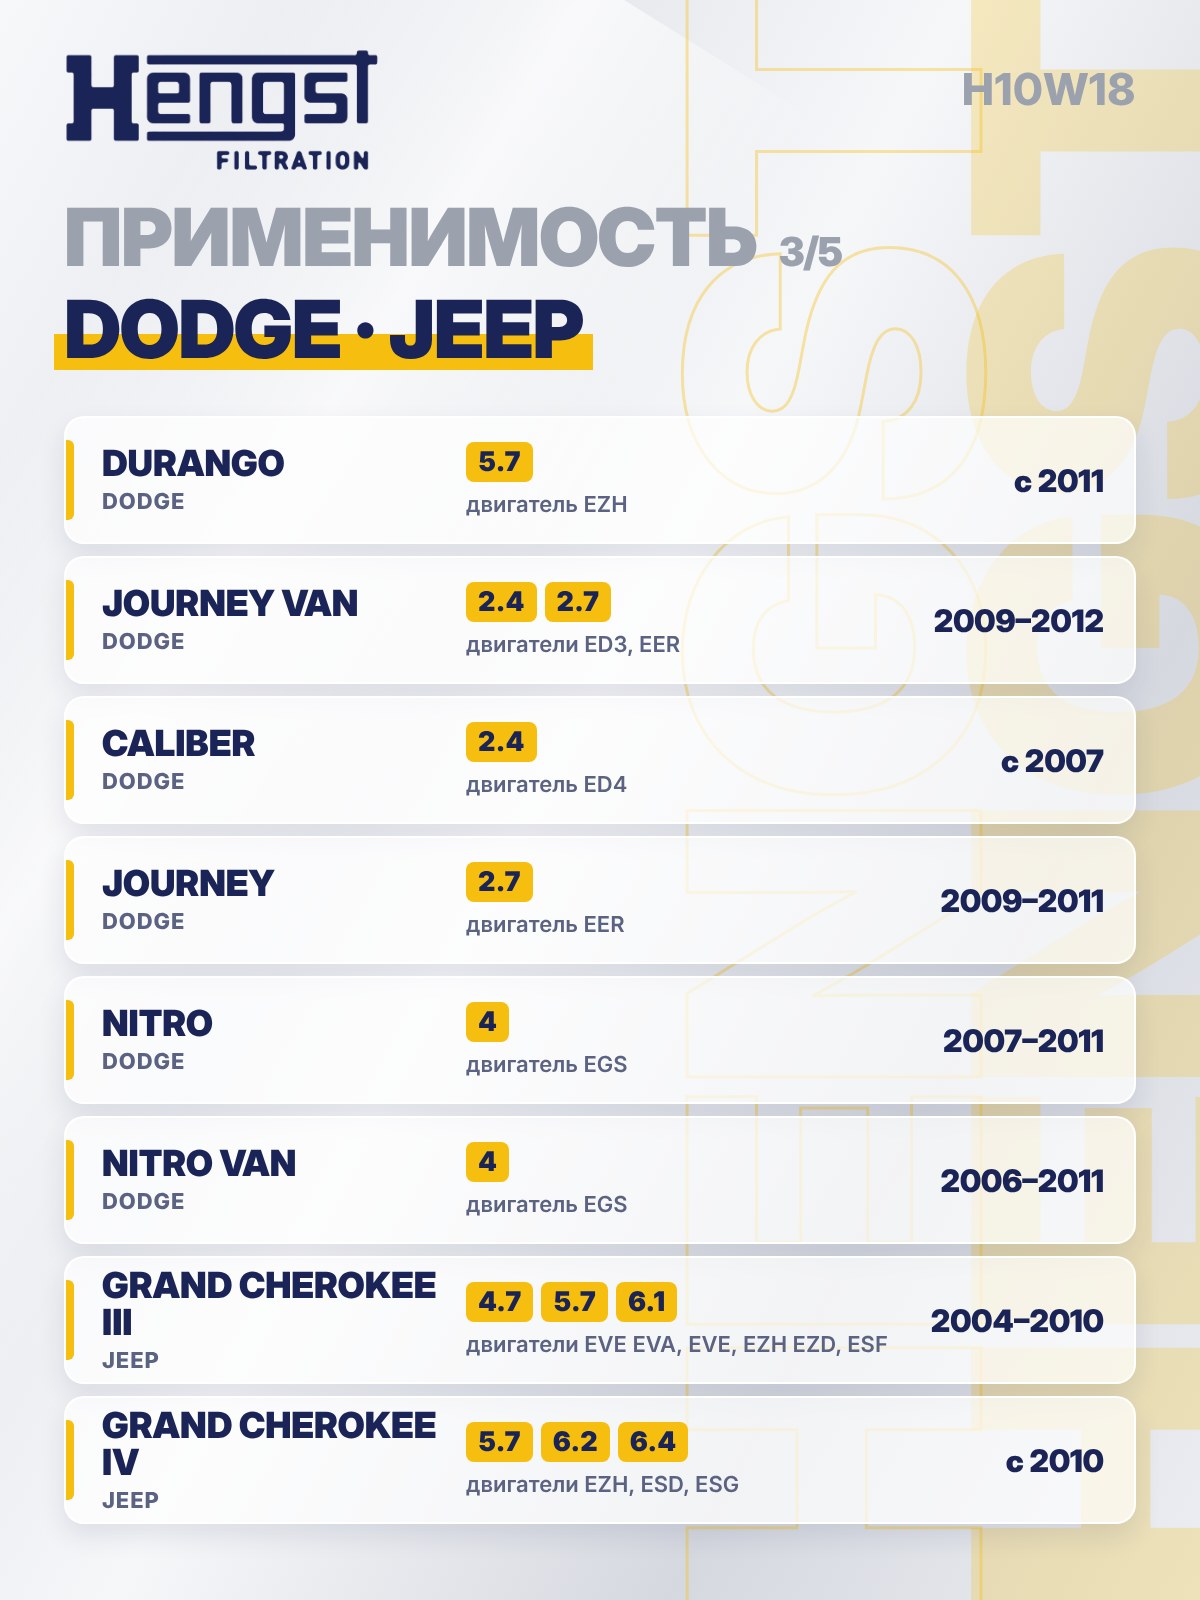 Hengst
FILTRATION
H10W18
ПРИМЕНИМОСТЬ 3/5
DODGE · JEEP
DURANGO
DODGE
5.7
двигатель EZH
с 2011
JOURNEY VAN
DODGE
2.4 2.7
двигатели ED3, EER
2009–2012
CALIBER
DODGE
2.4
двигатель ED4
с 2007
JOURNEY
DODGE
2.7
двигатель EER
2009–2011
NITRO
DODGE
4
двигатель EGS
2007–2011
NITRO VAN
DODGE
4
двигатель EGS
2006–2011
GRAND CHEROKEE
III
JEEP
4.7 5.7 6.1
двигатели EVE EVA, EVE, EZH EZD, ESF
2004–2010
GRAND CHEROKEE
IV
JEEP
5.7 6.2 6.4
двигатели EZH, ESD, ESG
с 2010
HENGST
HENGST